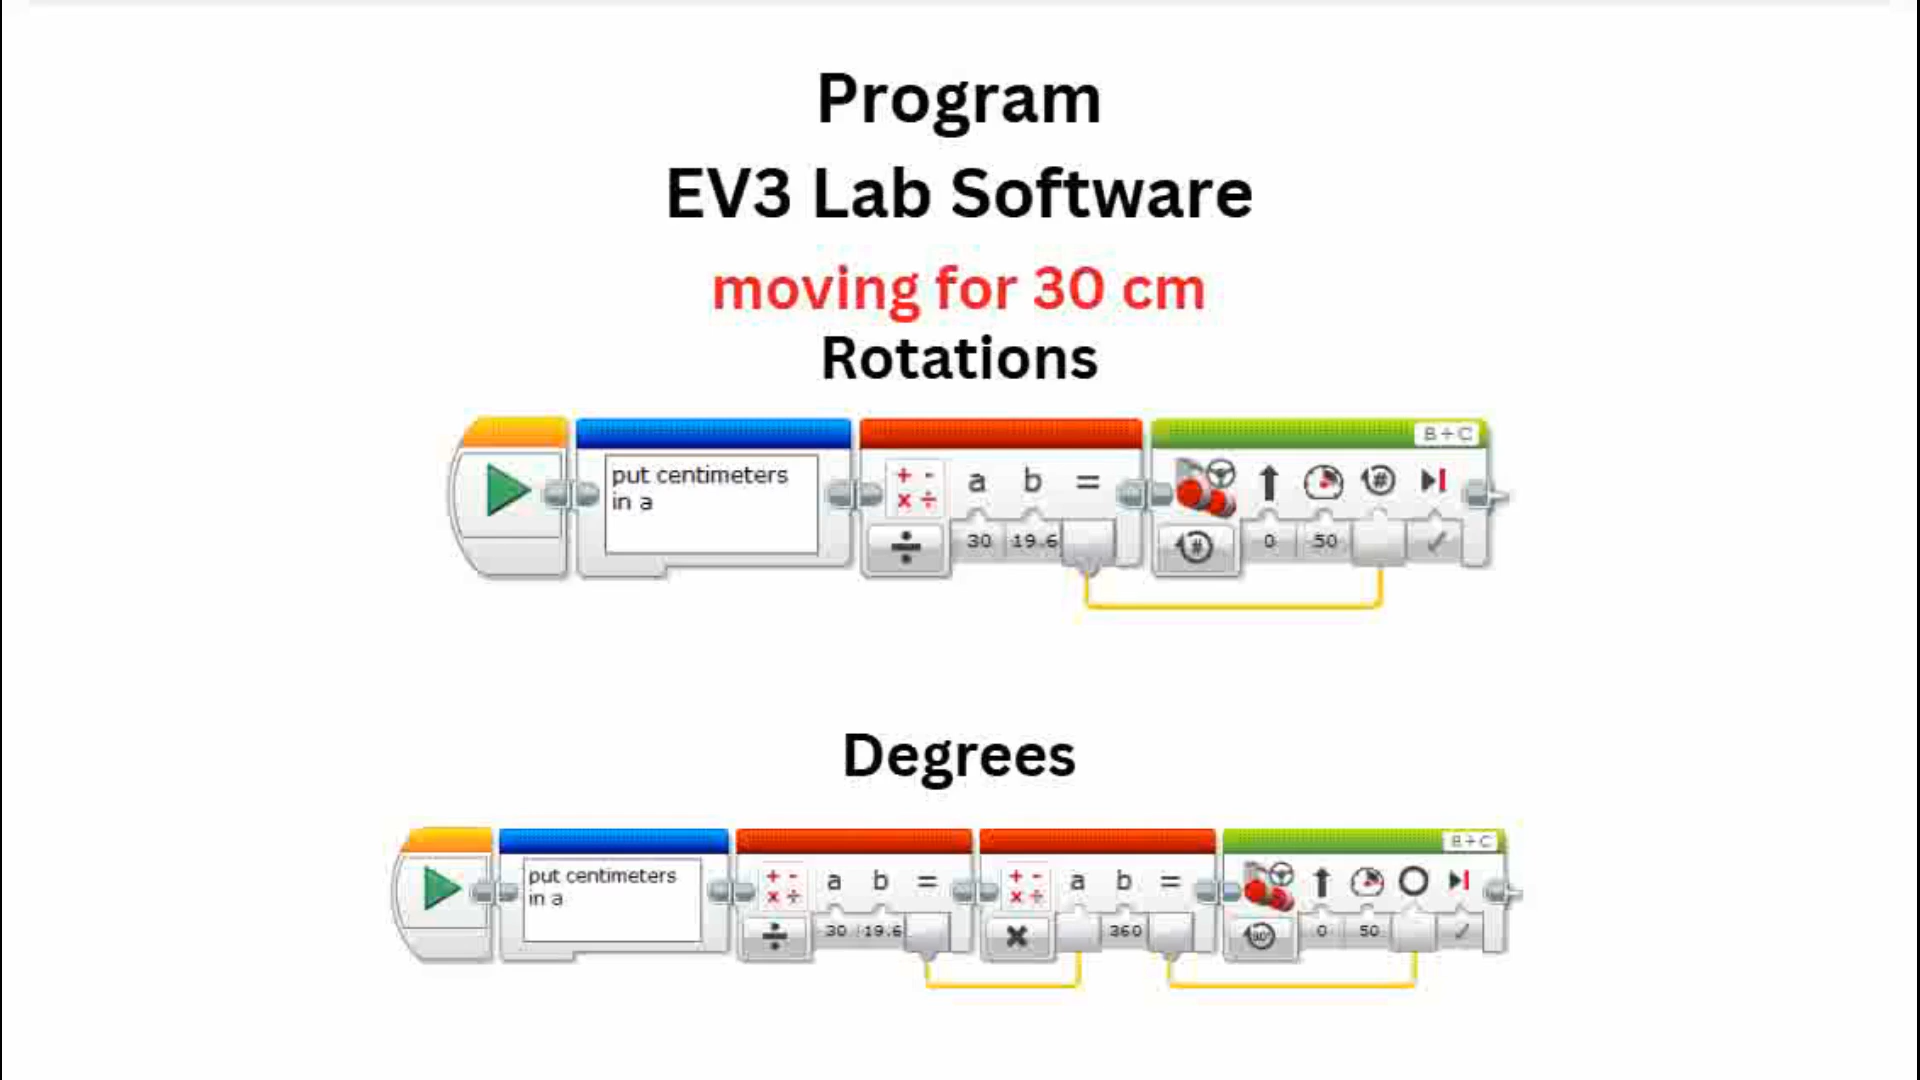 Program
EV3 Lab Software
moving for 30 cm
Rotations
B+C
put centimeters
in a
a b =
30 19.6
0 50
Degrees
B+C
put centimeters
in a
a b = a b =
30 19.6 360 0 50